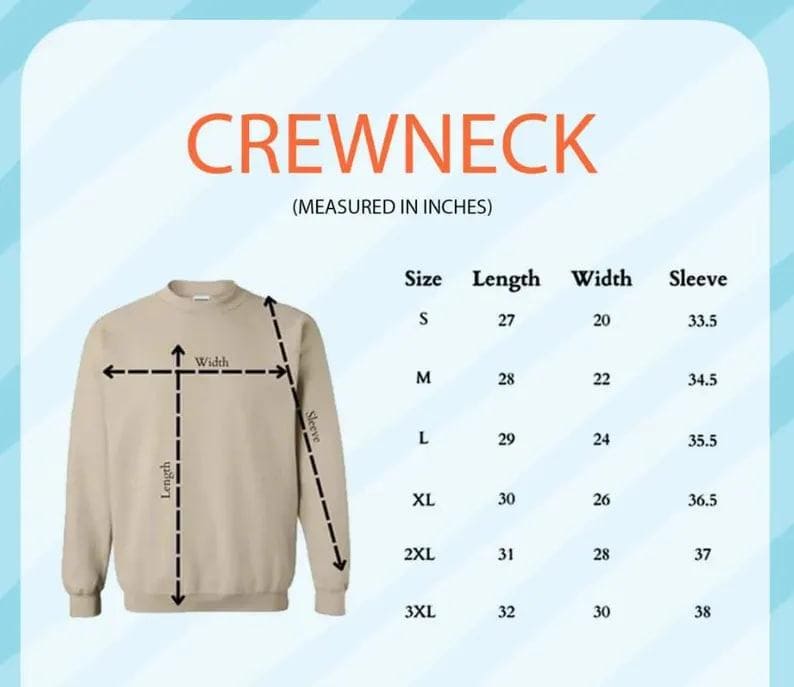 CREWNECK
(MEASURED IN INCHES)
Size Length Width Sleeve
S 27 20 33.5
M 28 22 34.5
L 29 24 35.5
XL 30 26 36.5
2XL 31 28 37
3XL 32 30 38
Width
Sleeve
Length